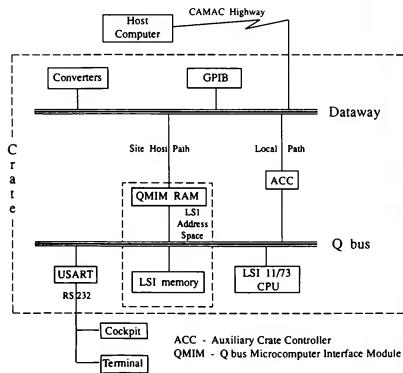 CAMAC Highway
Host
Computer
Converters
GPIB
Dataway
Crate
Site Host Path
Local Path
ACC
QMIM RAM
LSI
Address
Space
Q bus
USART
LSI memory
LSI 11/73
CPU
RS 232
Cockpit
Terminal
ACC - Auxiliary Crate Controller
QMIM - Q bus Microcomputer Interface Module